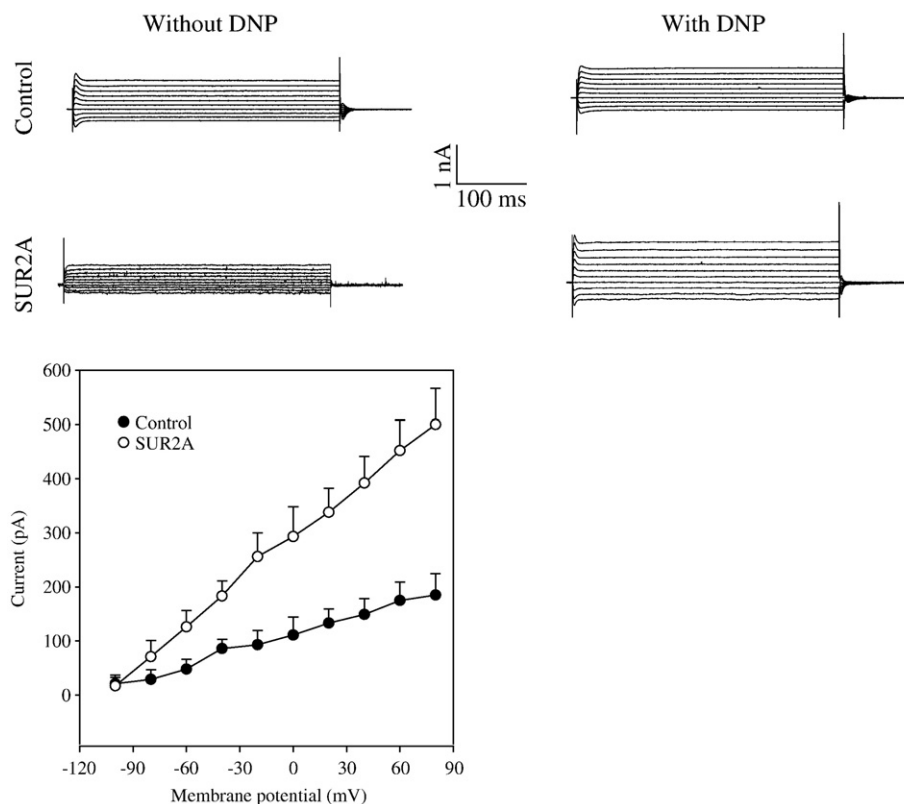 Without DNP
With DNP
Control
1 nA
100 ms
SUR2A
600
500
400
300
200
100
0
Current (pA)
Control
SUR2A
-120 -90 -60 -30 0 30 60 90
Membrane potential (mV)